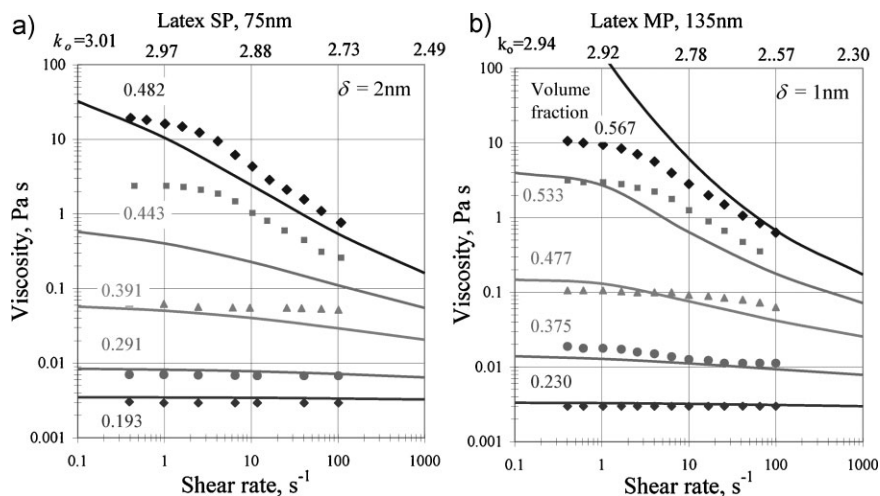 a)
Latex SP, 75nm
kₒ=3.01 2.97 2.88 2.73 2.49
100
10
1
0.1
0.01
0.001
Viscosity, Pa s
0.482
δ = 2nm
0.443
0.391
0.291
0.193
0.1 1 10 100 1000
Shear rate, s⁻¹
b)
Latex MP, 135nm
kₒ=2.94 2.92 2.78 2.57 2.30
100
10
1
0.1
0.01
0.001
Viscosity, Pa s
Volume
fraction
δ = 1nm
0.567
0.533
0.477
0.375
0.230
0.1 1 10 100 1000
Shear rate, s⁻¹